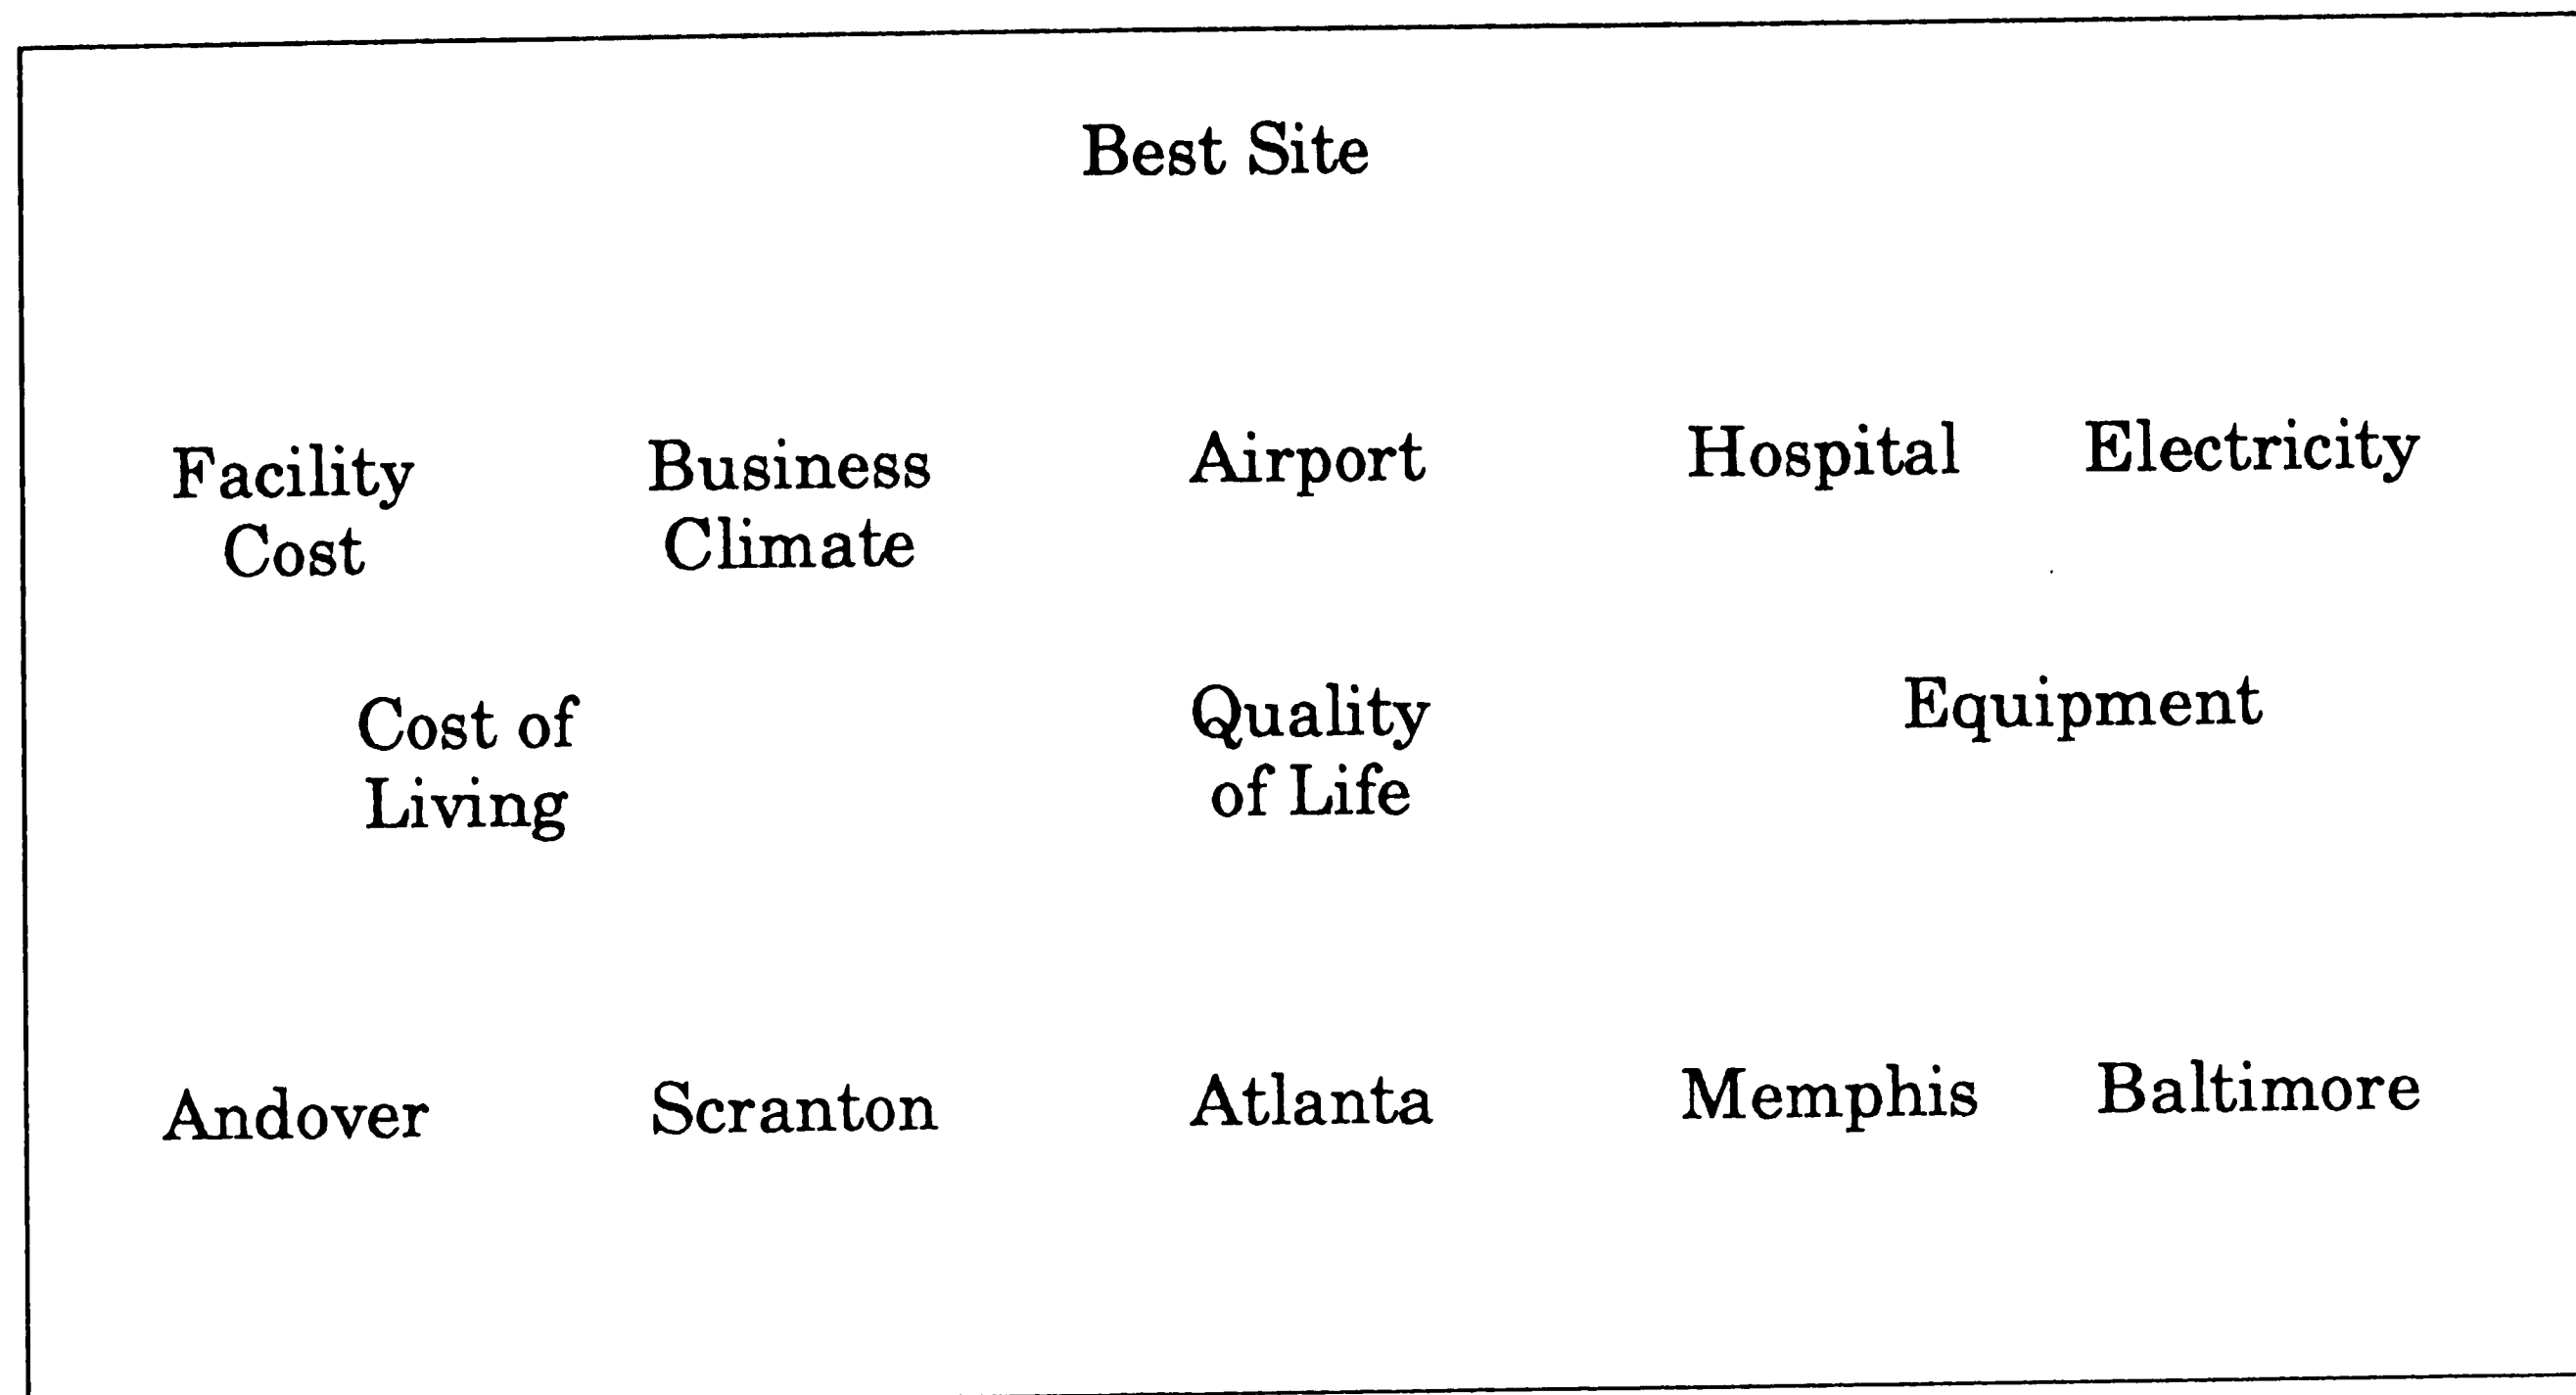 Best Site
Facility Cost
Business Climate
Airport
Hospital
Electricity
Cost of Living
Quality of Life
Equipment
Andover
Scranton
Atlanta
Memphis
Baltimore